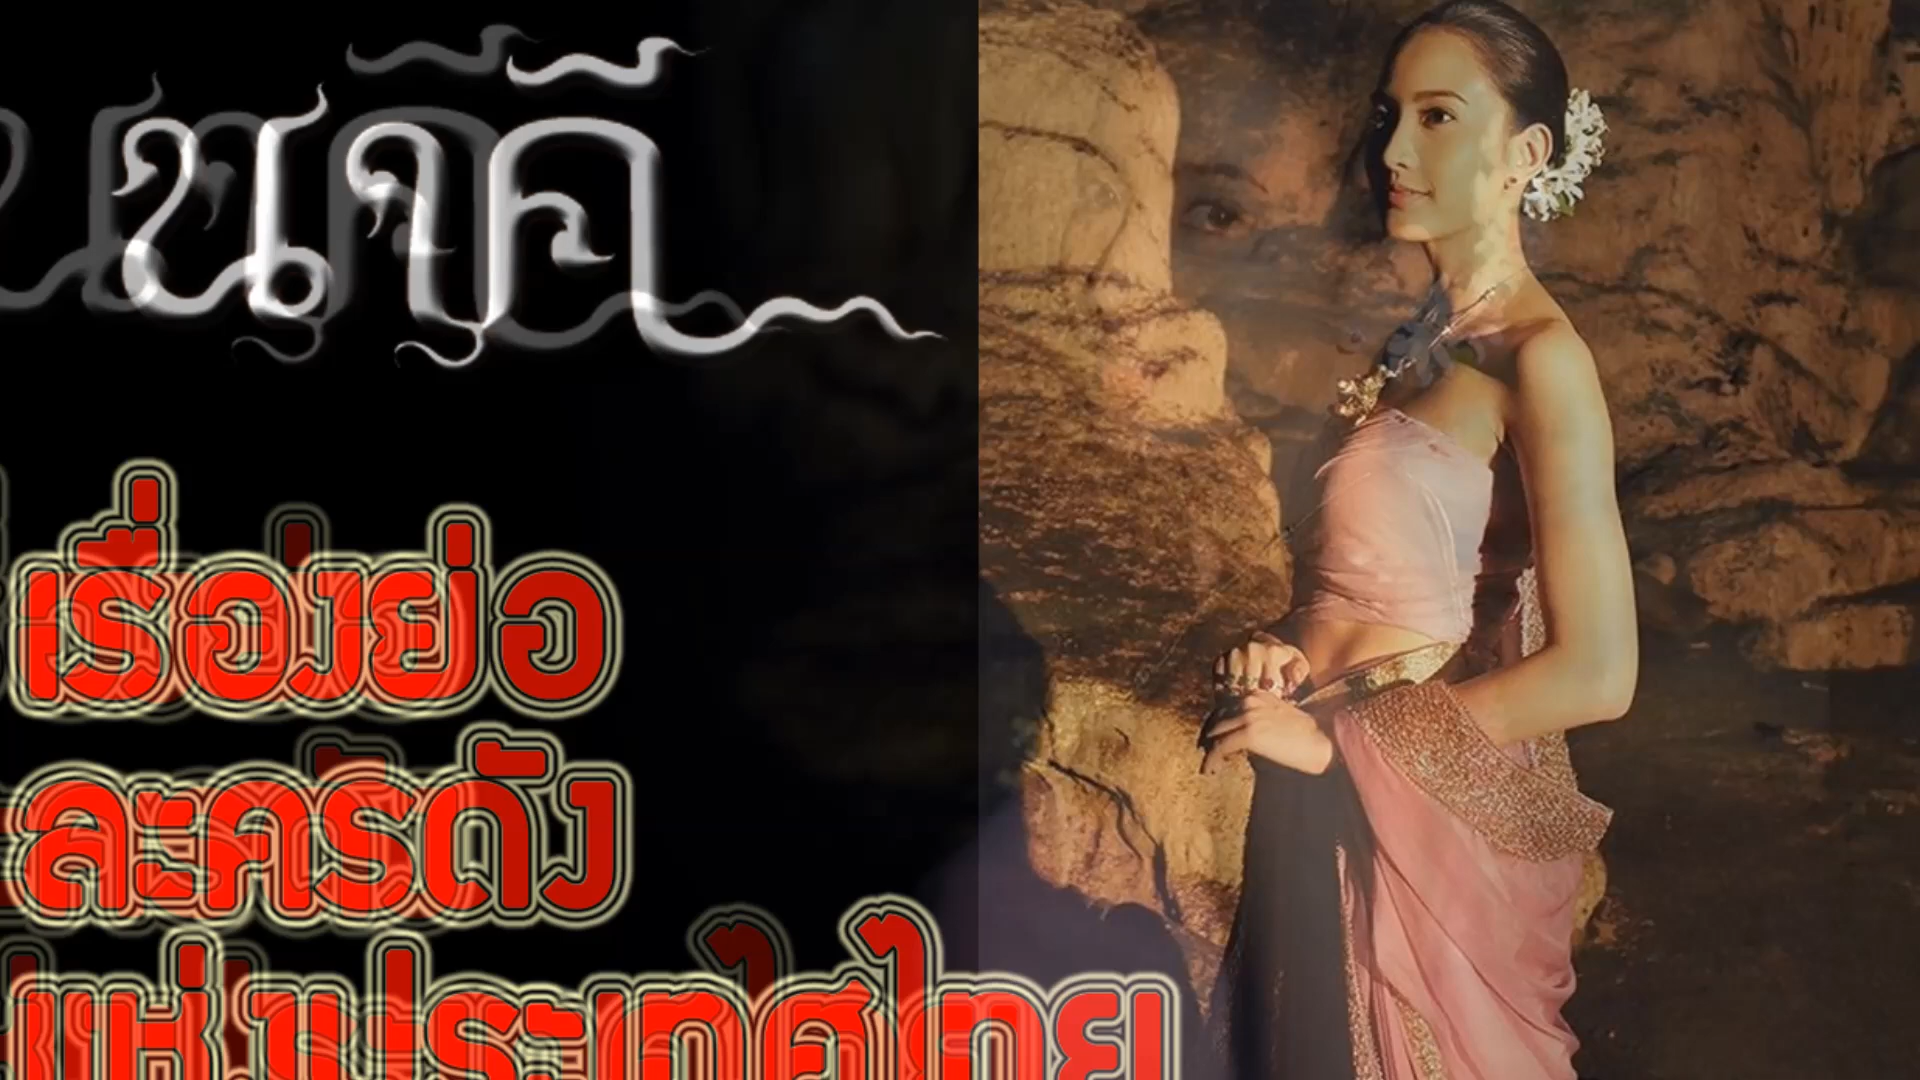 นาคี
เรื่องย่อ
ละครดัง
แห่งประเทศไทย